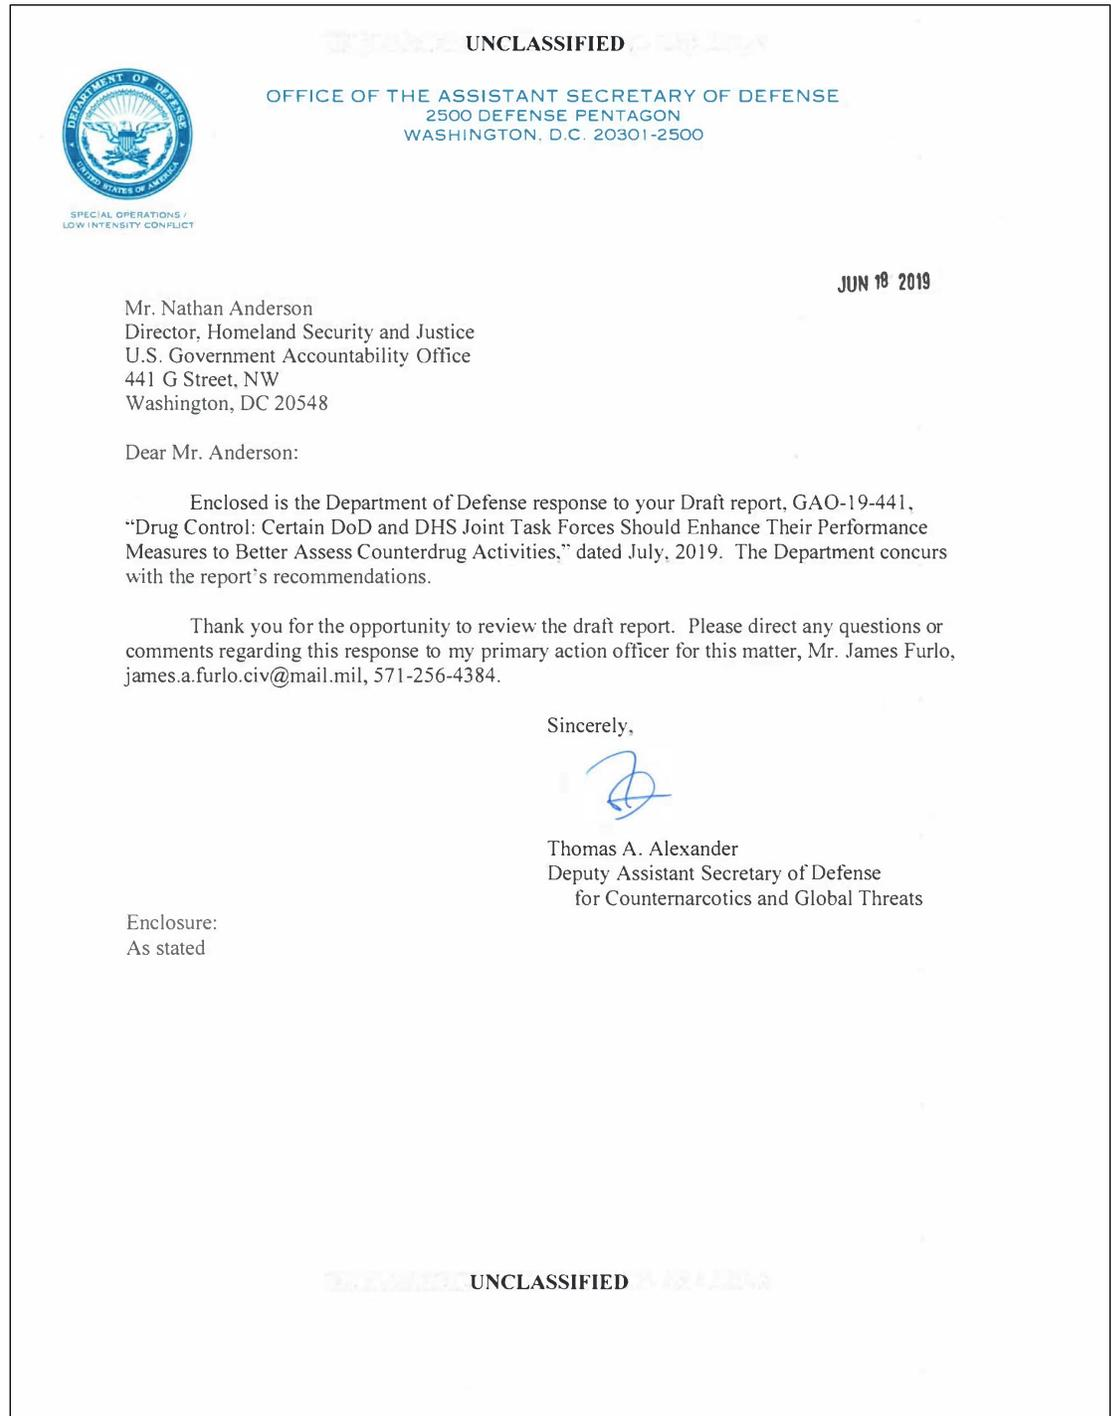 UNCLASSIFIED
DEPARTMENT OF DEFENSE
UNITED STATES OF AMERICA
SPECIAL OPERATIONS /
LOW INTENSITY CONFLICT
OFFICE OF THE ASSISTANT SECRETARY OF DEFENSE
2500 DEFENSE PENTAGON
WASHINGTON, D.C. 20301-2500
JUN 18 2019
Mr. Nathan Anderson
Director, Homeland Security and Justice
U.S. Government Accountability Office
441 G Street, NW
Washington, DC 20548
Dear Mr. Anderson:
Enclosed is the Department of Defense response to your Draft report, GAO-19-441,
“Drug Control: Certain DoD and DHS Joint Task Forces Should Enhance Their Performance
Measures to Better Assess Counterdrug Activities,” dated July, 2019. The Department concurs
with the report's recommendations.
Thank you for the opportunity to review the draft report. Please direct any questions or
comments regarding this response to my primary action officer for this matter, Mr. James Furlo,
james.a.furlo.civ@mail.mil, 571-256-4384.
Sincerely,
Thomas A. Alexander
Deputy Assistant Secretary of Defense
for Counternarcotics and Global Threats
Enclosure:
As stated
UNCLASSIFIED